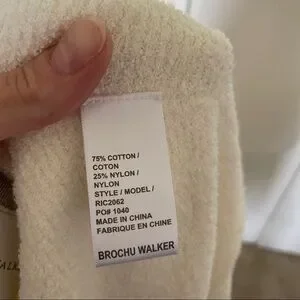 75% COTTON /
COTON
25% NYLON /
NYLON
STYLE / MODEL /
RIC2062
PO# 1040
MADE IN CHINA
FABRIQUE EN CHINE
BROCHU WALKER